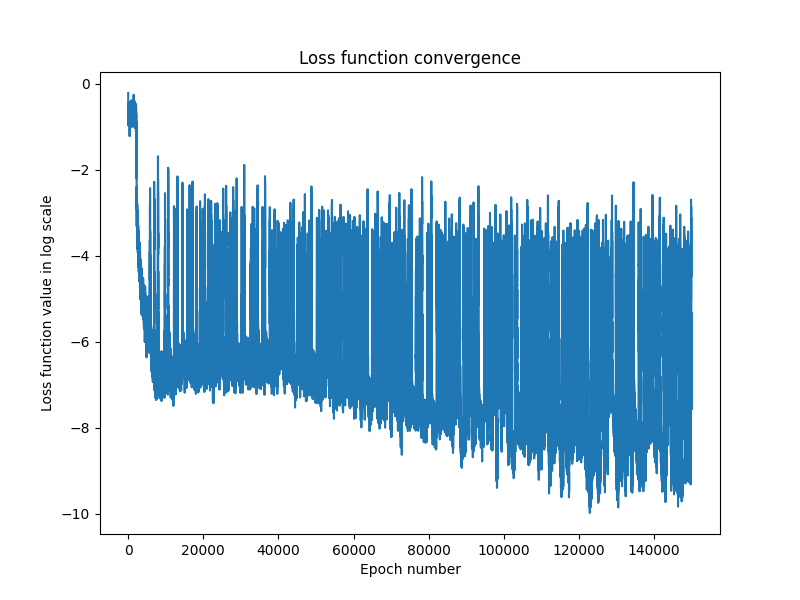 Loss function convergence
Loss function value in log scale
0
−2
−4
−6
−8
−10
0 20000 40000 60000 80000 100000 120000 140000
Epoch number